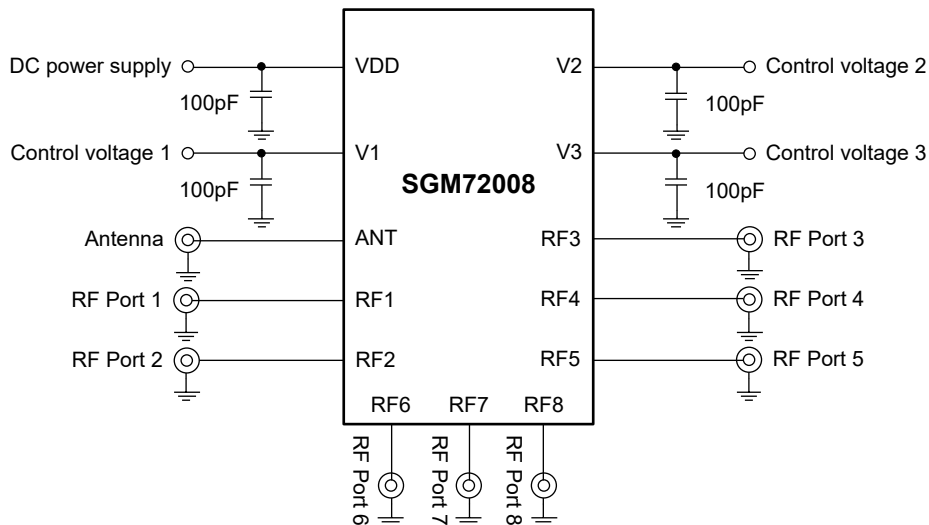 DC power supply
VDD
V2
Control voltage 2
100pF
100pF
Control voltage 1
V1
V3
Control voltage 3
SGM72008
100pF
100pF
Antenna
ANT
RF3
RF Port 3
RF Port 1
RF1
RF4
RF Port 4
RF Port 2
RF2
RF5
RF Port 5
RF6
RF7
RF8
RF Port 6
RF Port 7
RF Port 8